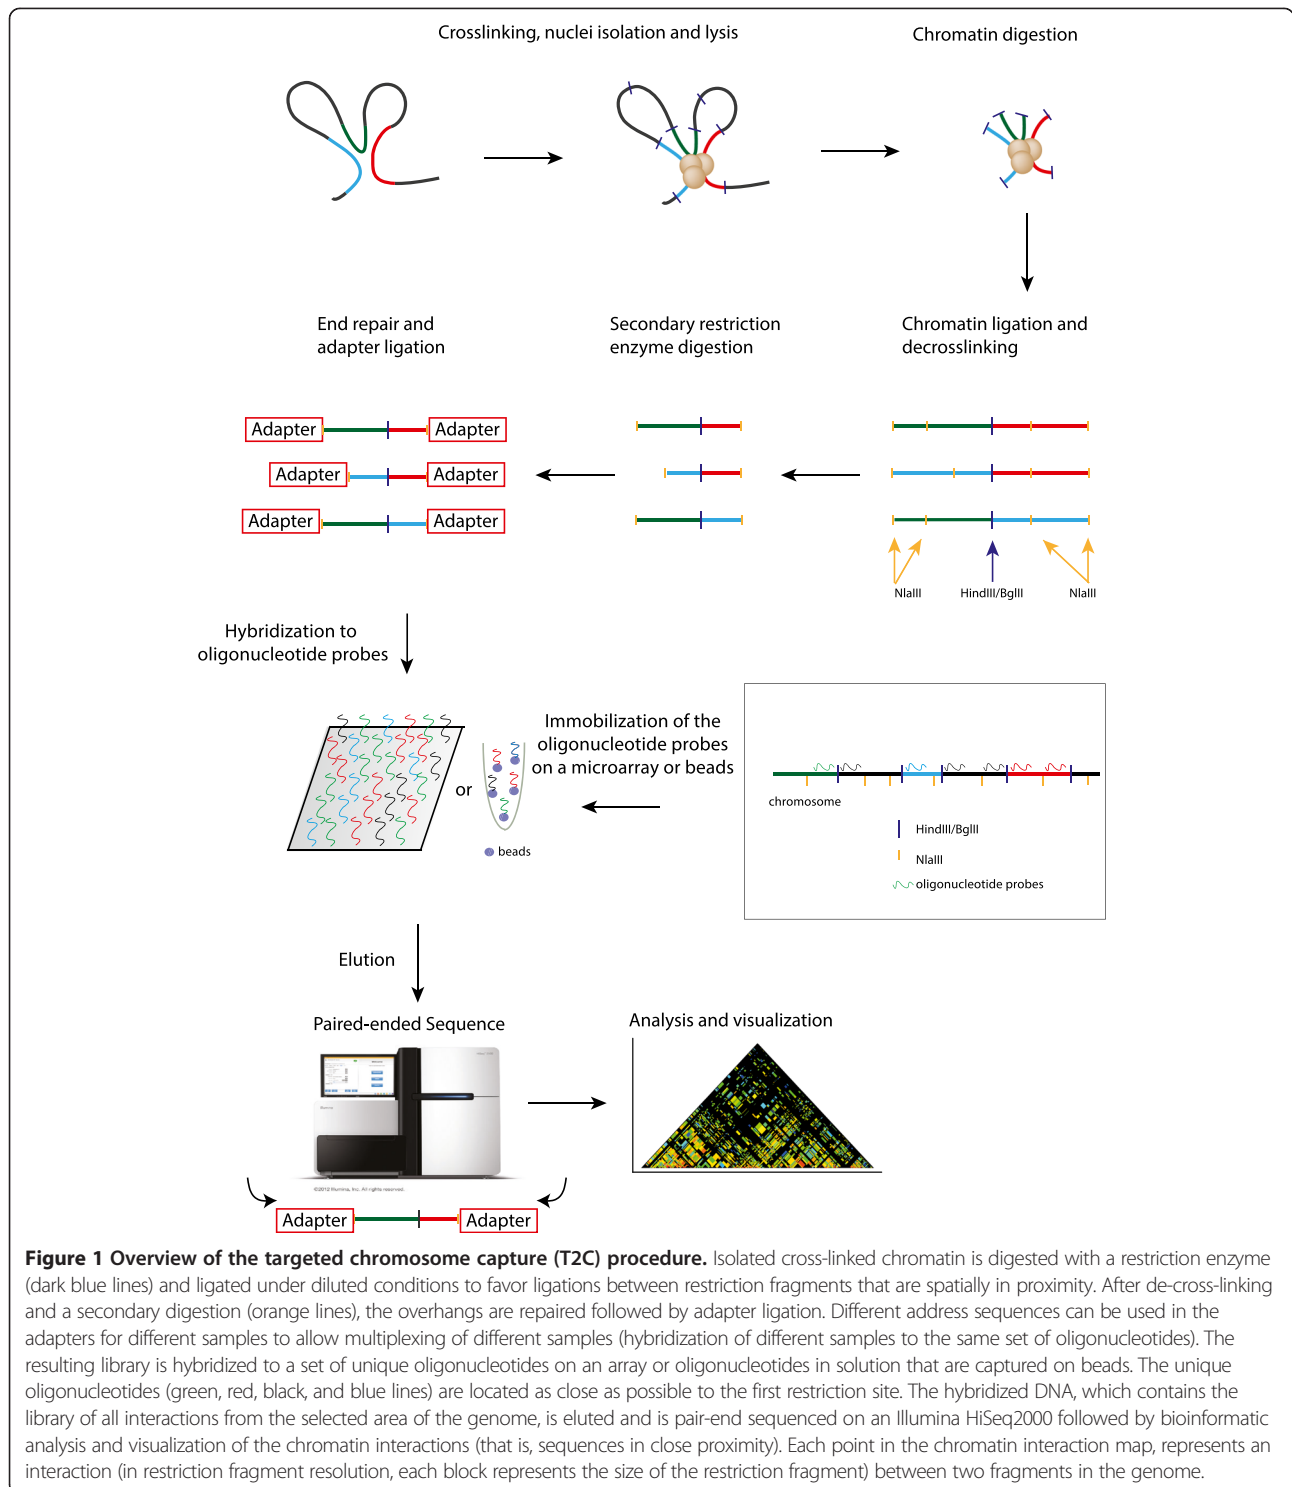 Crosslinking, nuclei isolation and lysis
Chromatin digestion
End repair and
adapter ligation
Secondary restriction
enzyme digestion
Chromatin ligation and
decrosslinking
Adapter
Adapter
Adapter
Adapter
Adapter
Adapter
NlaIII
HindIII/BglII
NlaIII
Hybridization to
oligonucleotide probes
Immobilization of the
oligonucleotide probes
on a microarray or beads
or
beads
chromosome
HindIII/BglII
NlaIII
oligonucleotide probes
Elution
Paired-ended Sequence
Analysis and visualization
©2012 Illumina, Inc. All rights reserved.
Adapter
Adapter
Figure 1 Overview of the targeted chromosome capture (T2C) procedure. Isolated cross-linked chromatin is digested with a restriction enzyme
(dark blue lines) and ligated under diluted conditions to favor ligations between restriction fragments that are spatially in proximity. After de-cross-linking
and a secondary digestion (orange lines), the overhangs are repaired followed by adapter ligation. Different address sequences can be used in the
adapters for different samples to allow multiplexing of different samples (hybridization of different samples to the same set of oligonucleotides). The
resulting library is hybridized to a set of unique oligonucleotides on an array or oligonucleotides in solution that are captured on beads. The unique
oligonucleotides (green, red, black, and blue lines) are located as close as possible to the first restriction site. The hybridized DNA, which contains the
library of all interactions from the selected area of the genome, is eluted and is pair-end sequenced on an Illumina HiSeq2000 followed by bioinformatic
analysis and visualization of the chromatin interactions (that is, sequences in close proximity). Each point in the chromatin interaction map, represents an
interaction (in restriction fragment resolution, each block represents the size of the restriction fragment) between two fragments in the genome.